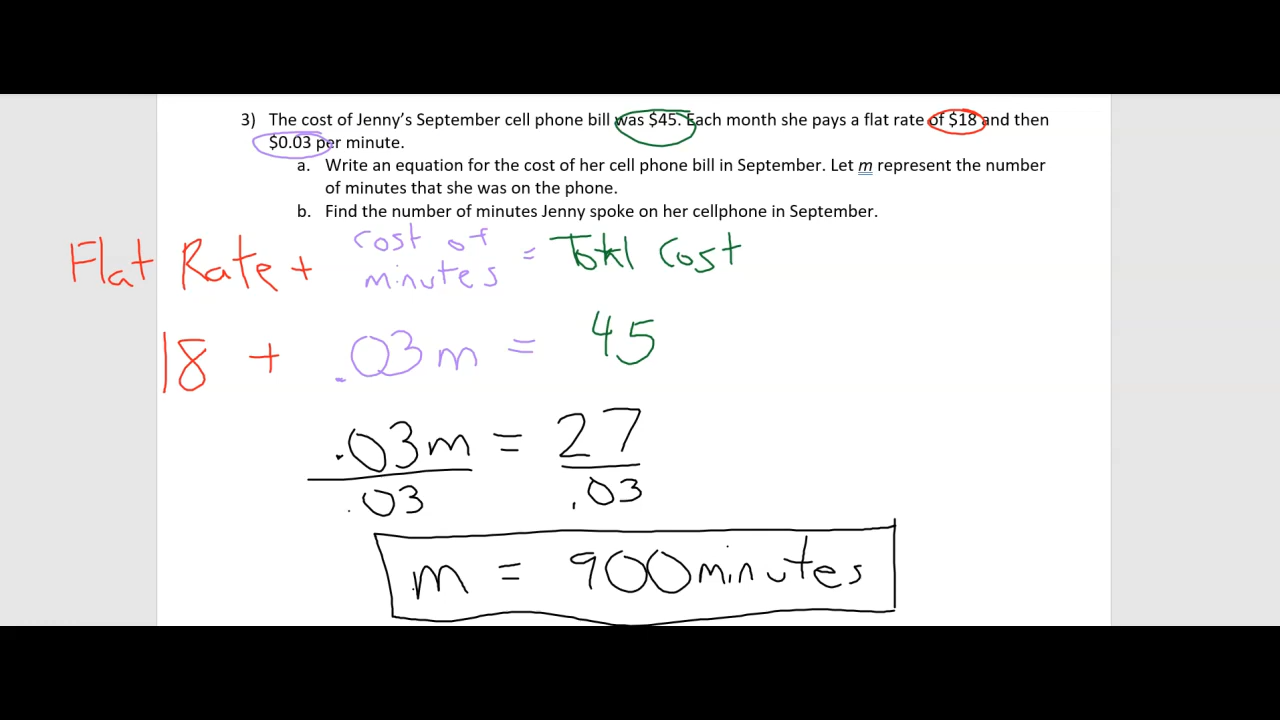 3) The cost of Jenny's September cell phone bill was $45. Each month she pays a flat rate of $18 and then
$0.03 per minute.
a. Write an equation for the cost of her cell phone bill in September. Let m represent the number
of minutes that she was on the phone.
b. Find the number of minutes Jenny spoke on her cellphone in September.
Flat Rate + cost of minutes = Total Cost
18 + .03m = 45
.03m = 27
.03 .03
m = 900 minutes